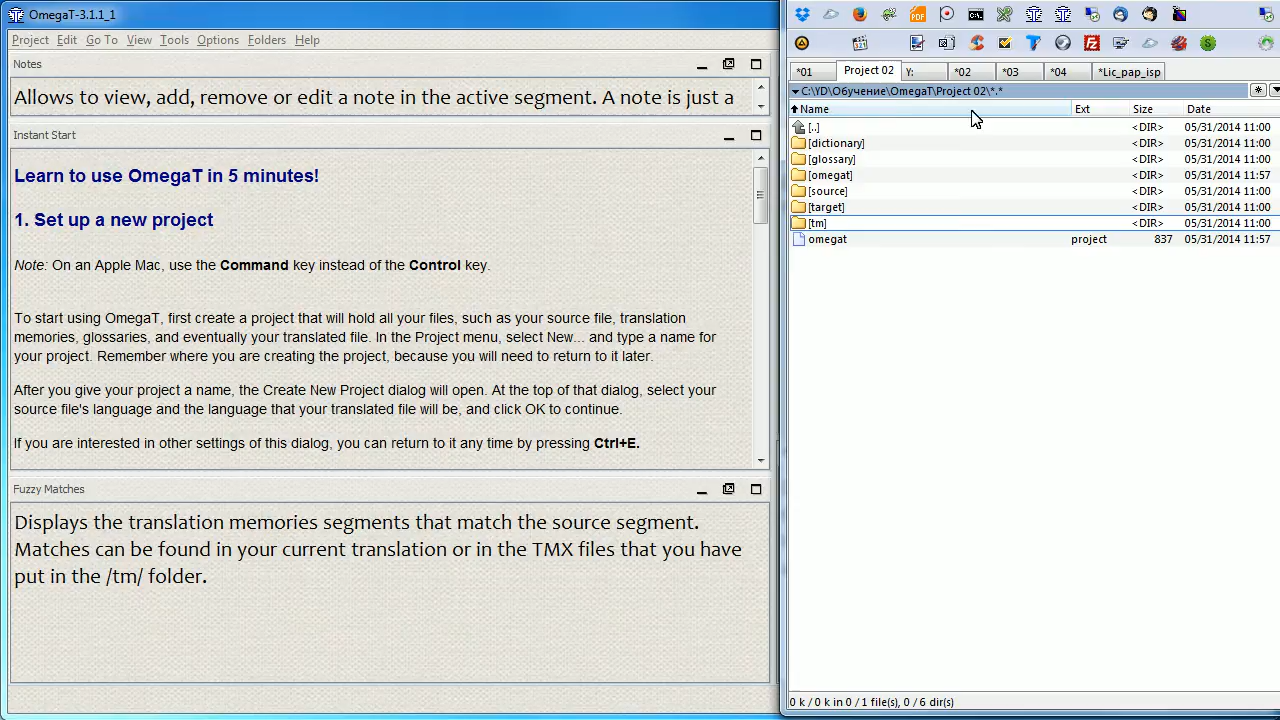 OmegaT-3.1.1_1
Project Edit Go To View Tools Options Folders Help
Notes
Allows to view, add, remove or edit a note in the active segment. A note is just a
Instant Start
Learn to use OmegaT in 5 minutes!
1. Set up a new project
Note: On an Apple Mac, use the Command key instead of the Control key.
To start using OmegaT, first create a project that will hold all your files, such as your source file, translation
memories, glossaries, and eventually your translated file. In the Project menu, select New... and type a name for
your project. Remember where you are creating the project, because you will need to return to it later.
After you give your project a name, the Create New Project dialog will open. At the top of that dialog, select your
source file's language and the language that your translated file will be, and click OK to continue.
If you are interested in other settings of this dialog, you can return to it any time by pressing Ctrl+E.
Fuzzy Matches
Displays the translation memories segments that match the source segment.
Matches can be found in your current translation or in the TMX files that you have
put in the /tm/ folder.
*01 Project 02 Y: *02 *03 *04 *Lic_pap_isp
C:\YD\Обучение\OmegaT\Project 02\*.*
Name Ext Size Date
[..] <DIR> 05/31/2014 11:00
[dictionary] <DIR> 05/31/2014 11:00
[glossary] <DIR> 05/31/2014 11:00
[omegat] <DIR> 05/31/2014 11:57
[source] <DIR> 05/31/2014 11:00
[target] <DIR> 05/31/2014 11:00
[tm] <DIR> 05/31/2014 11:00
omegat project 837 05/31/2014 11:57
0 k / 0 k in 0 / 1 file(s), 0 / 6 dir(s)